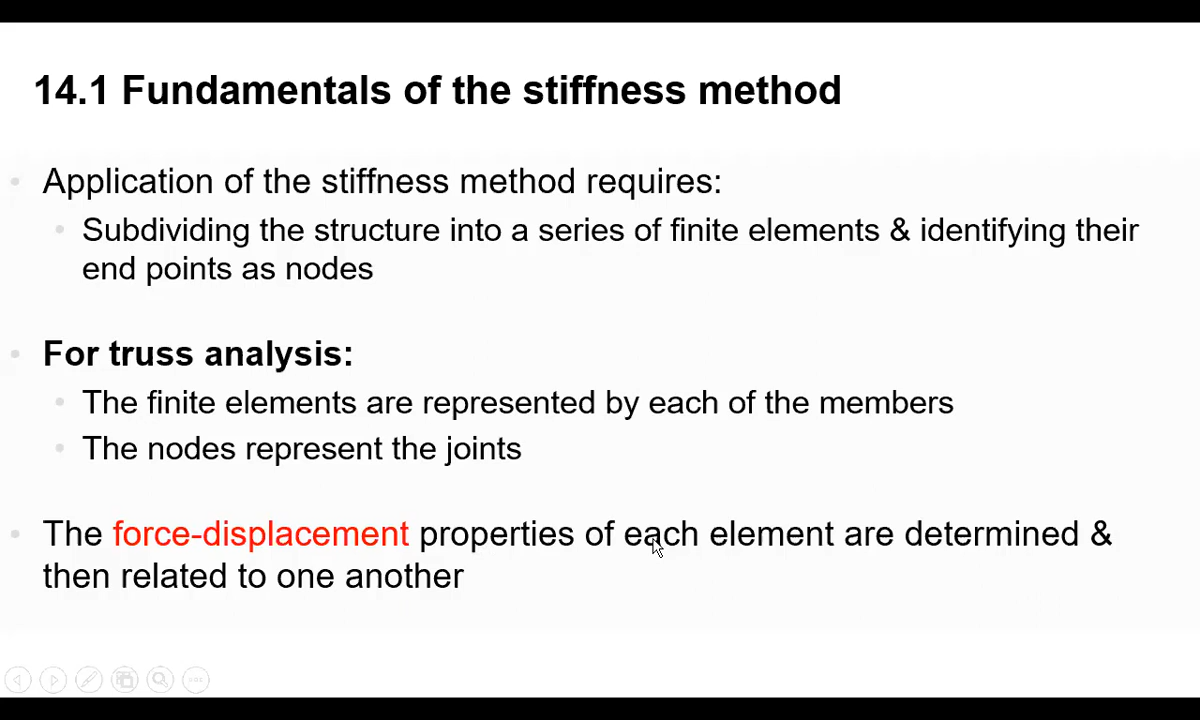 14.1 Fundamentals of the stiffness method
Application of the stiffness method requires:
Subdividing the structure into a series of finite elements & identifying their
end points as nodes
For truss analysis:
The finite elements are represented by each of the members
The nodes represent the joints
The force-displacement properties of each element are determined &
then related to one another